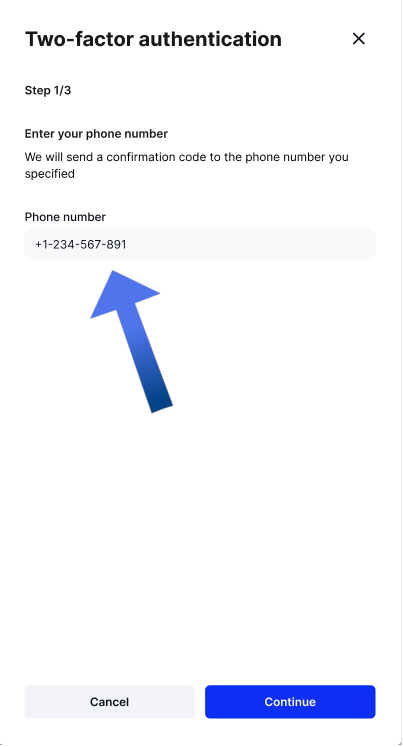 Two-factor authentication
Step 1/3
Enter your phone number
We will send a confirmation code to the phone number you
specified
Phone number
+1-234-567-891
Cancel
Continue